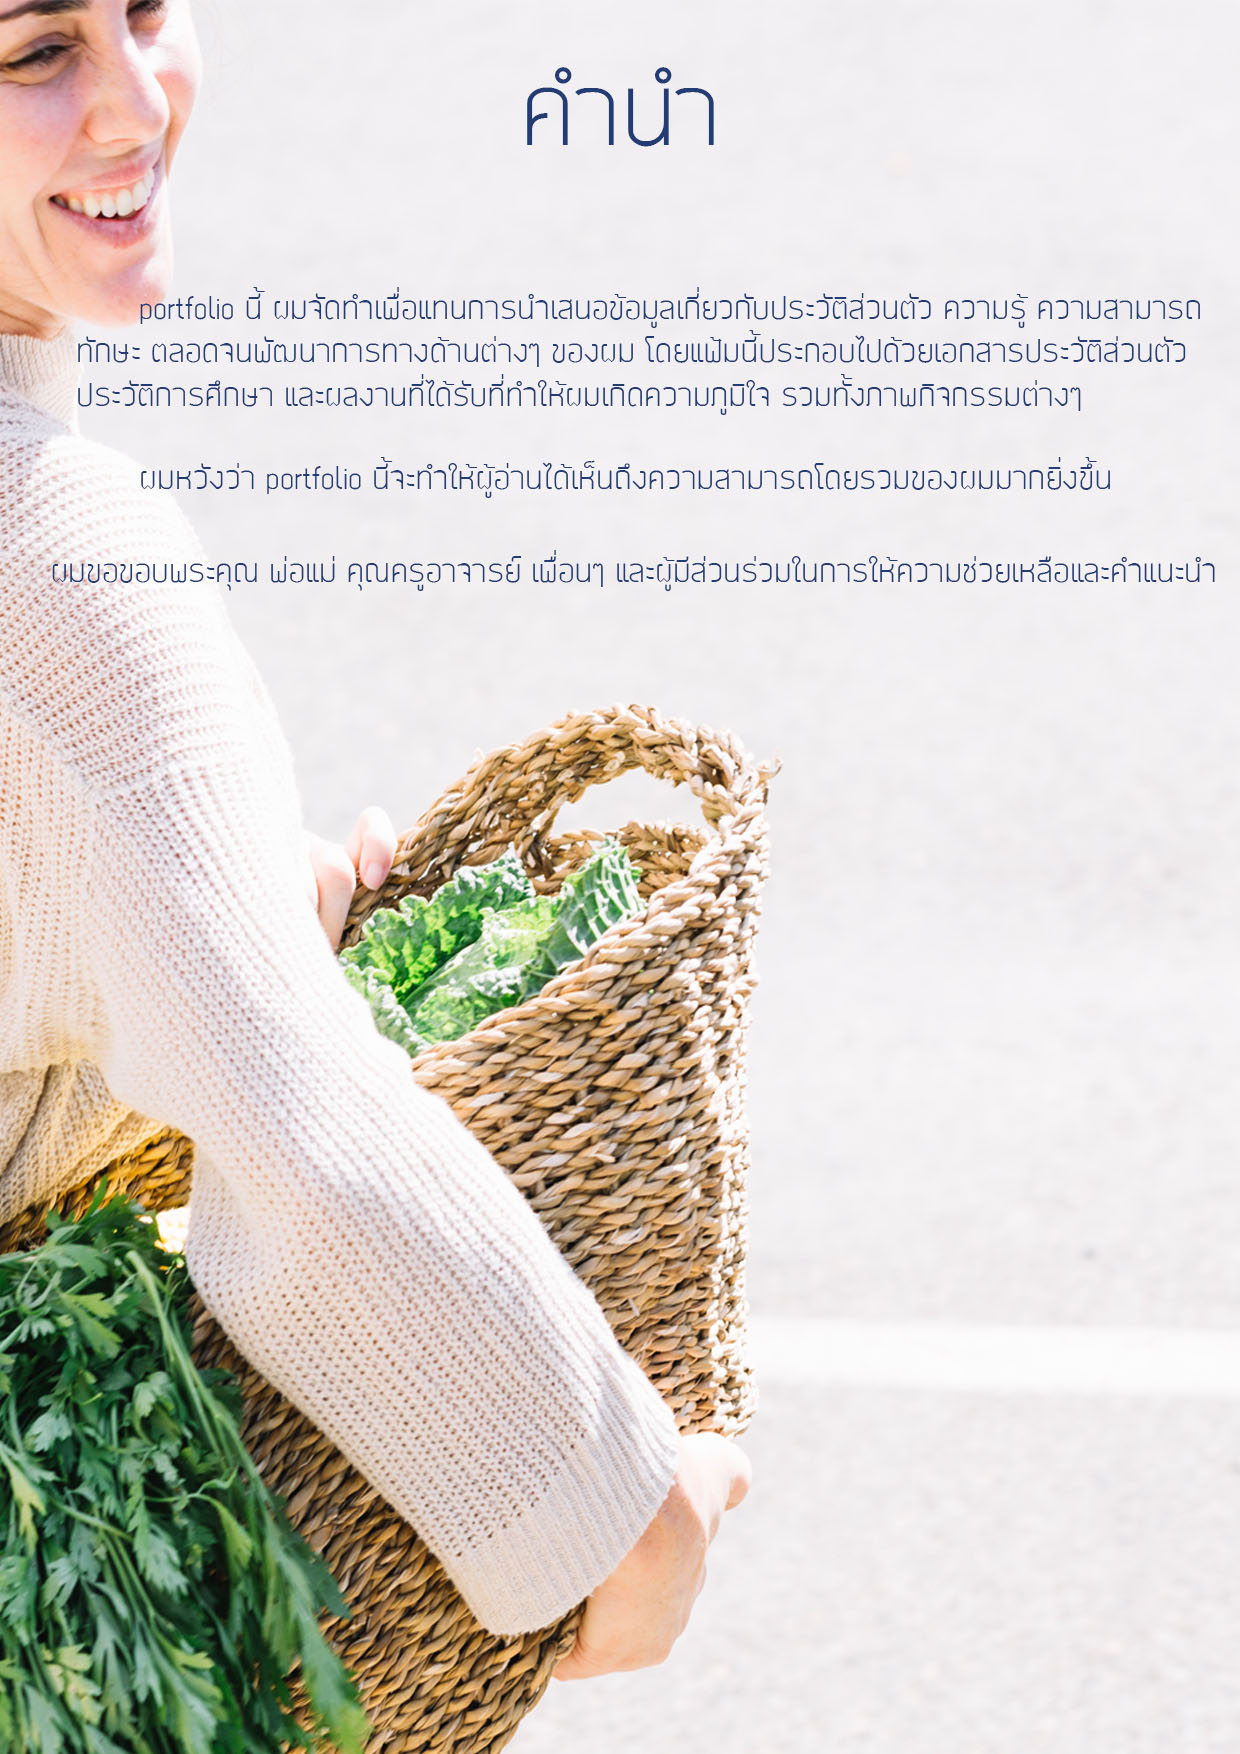 คำนำ
portfolio นี้ ผมจัดทำเพื่อแทนการนำเสนอข้อมูลเกี่ยวกับประวัติส่วนตัว ความรู้ ความสามารถ
ทักษะ ตลอดจนพัฒนาการทางด้านต่างๆ ของผม โดยแฟ้มนี้ประกอบไปด้วยเอกสารประวัติส่วนตัว
ประวัติการศึกษา และผลงานที่ได้รับที่ทำให้ผมเกิดความภูมิใจ รวมทั้งภาพกิจกรรมต่างๆ
ผมหวังว่า portfolio นี้จะทำให้ผู้อ่านได้เห็นถึงความสามารถโดยรวมของผมมากยิ่งขึ้น
ผมขอขอบพระคุณ พ่อแม่ คุณครูอาจารย์ เพื่อนๆ และผู้มีส่วนร่วมในการให้ความช่วยเหลือและคำแนะนำ